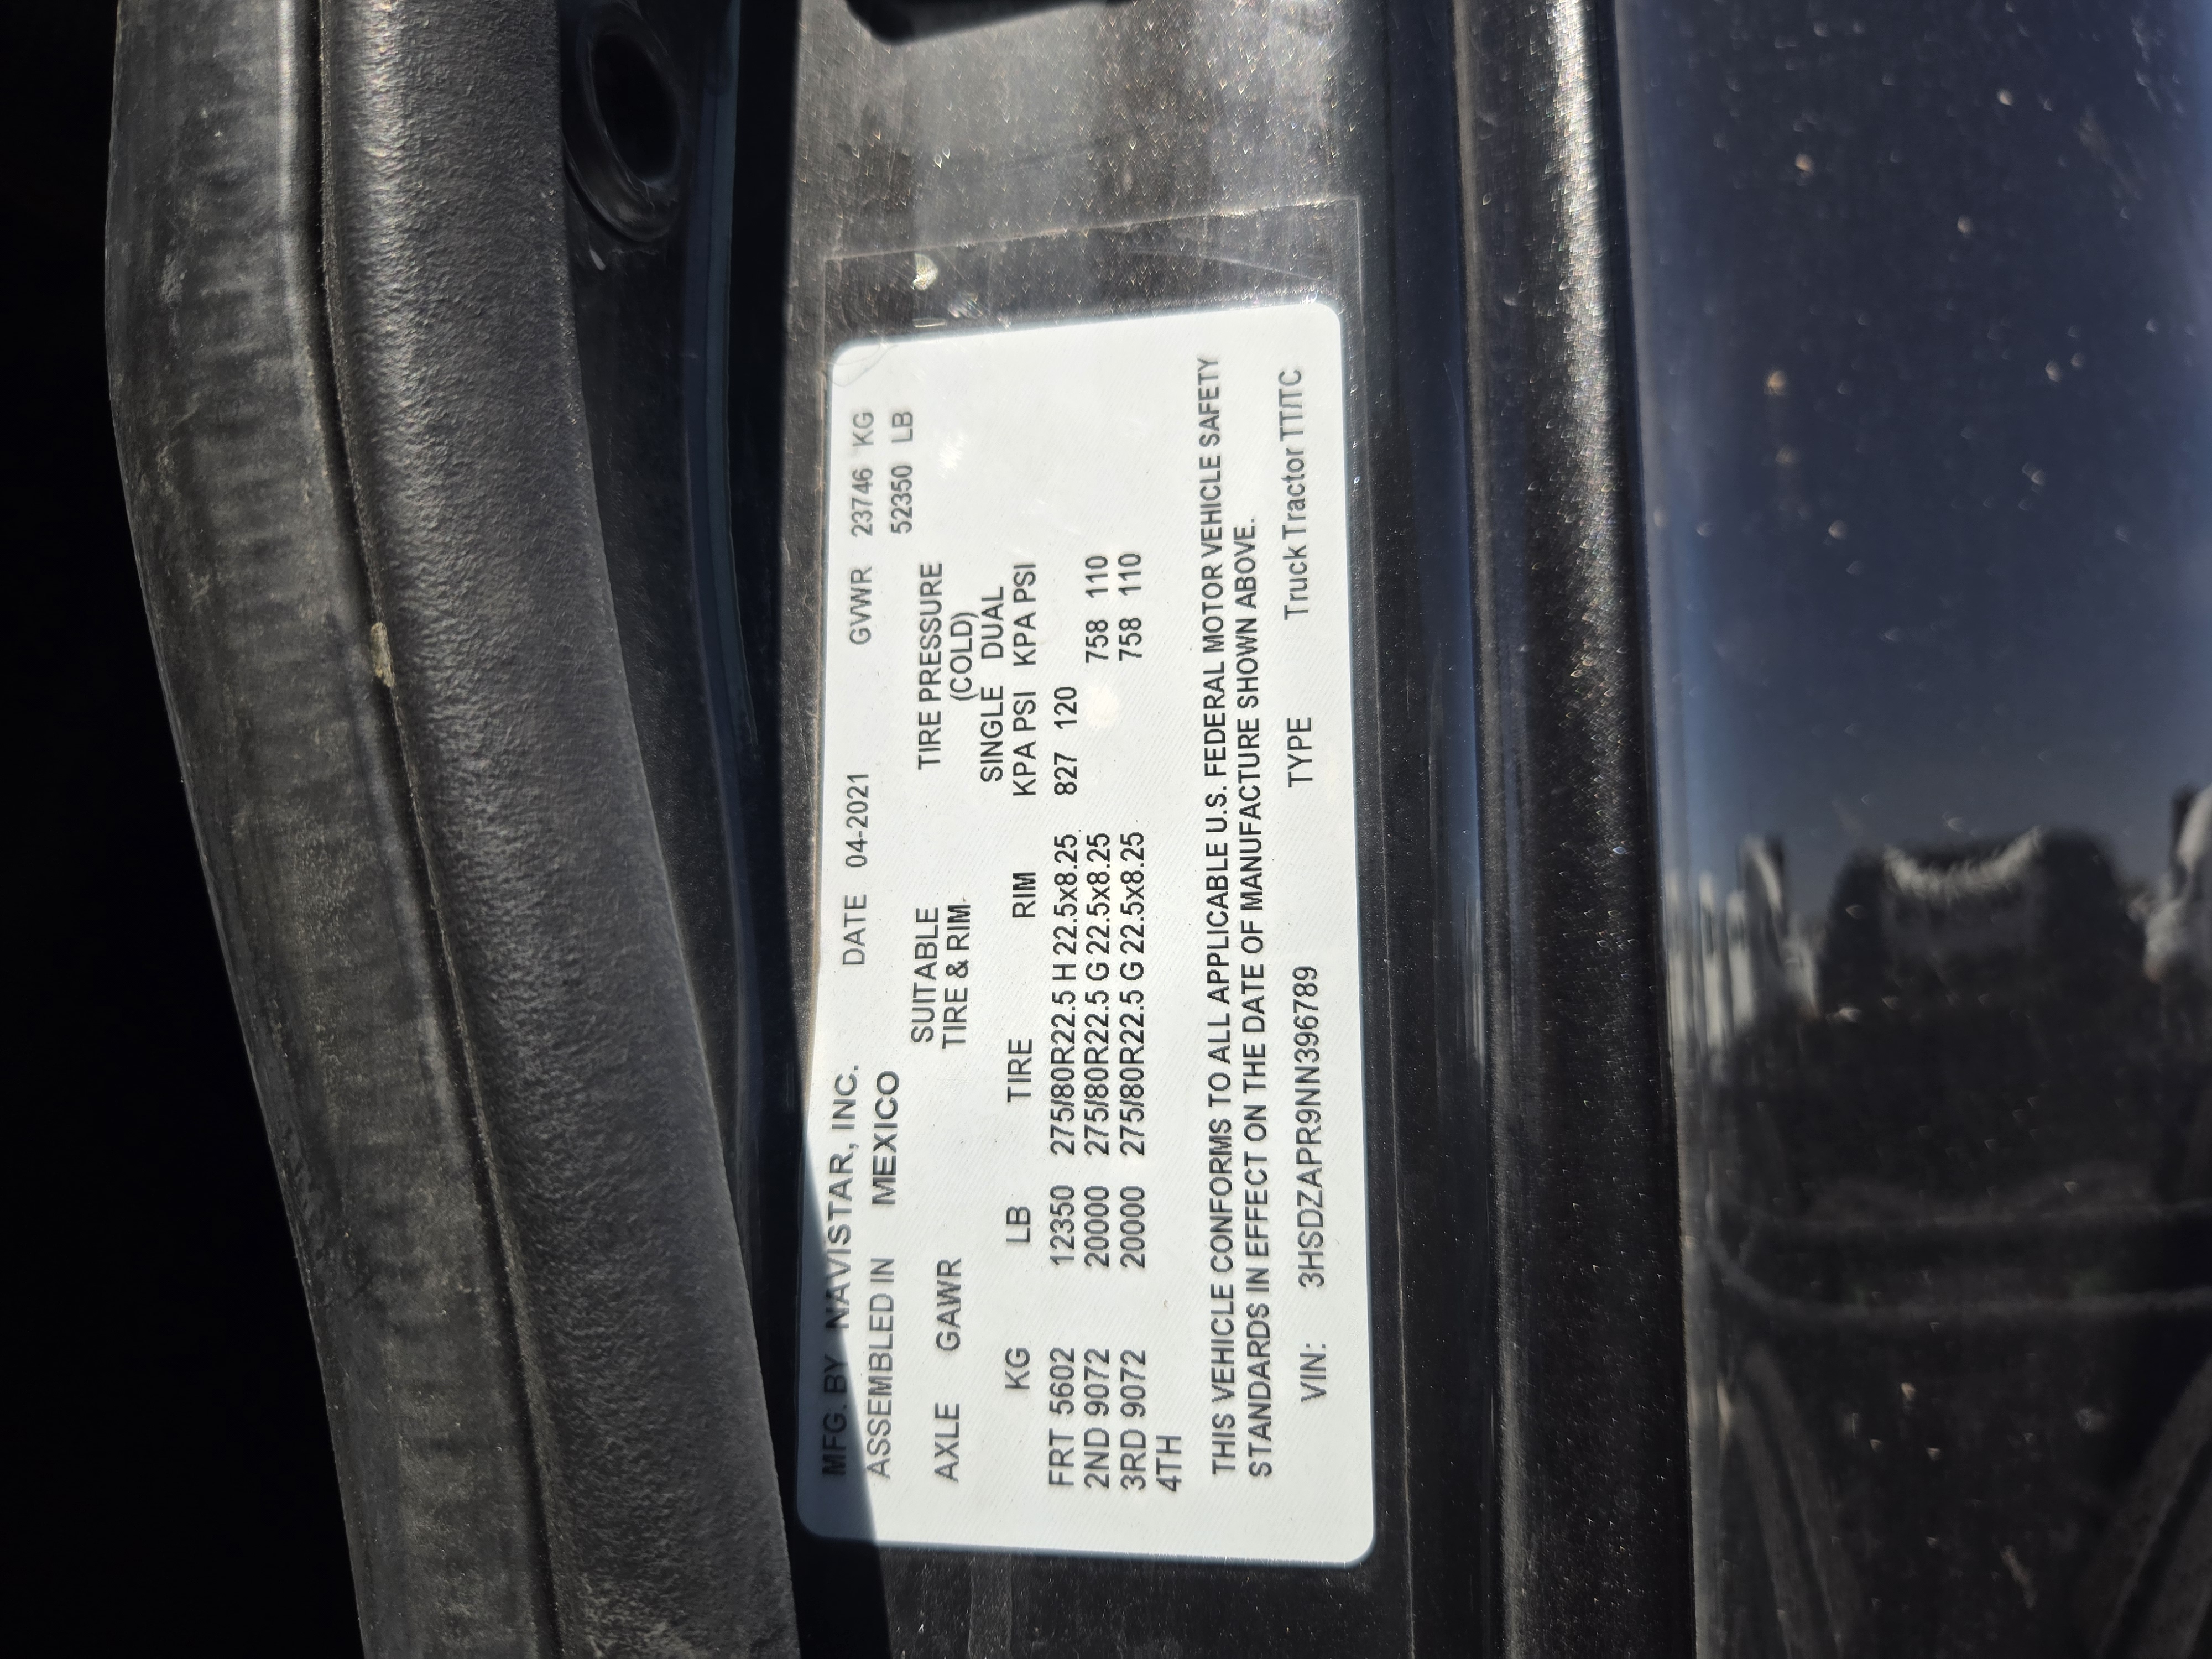 MFG. BY NAVISTAR, INC. DATE 04-2021 GVWR 23746 KG
ASSEMBLED IN MEXICO 52350 LB
SUITABLE TIRE PRESSURE
AXLE GAWR TIRE & RIM (COLD)
SINGLE DUAL
KG LB TIRE RIM KPA PSI KPA PSI
FRT 5602 12350 275/80R22.5 H 22.5x8.25 827 120
2ND 9072 20000 275/80R22.5 G 22.5x8.25 758 110
3RD 9072 20000 275/80R22.5 G 22.5x8.25 758 110
4TH
THIS VEHICLE CONFORMS TO ALL APPLICABLE U.S. FEDERAL MOTOR VEHICLE SAFETY
STANDARDS IN EFFECT ON THE DATE OF MANUFACTURE SHOWN ABOVE.
VIN: 3HSDZAPR9NN396789 TYPE Truck Tractor TT/TC